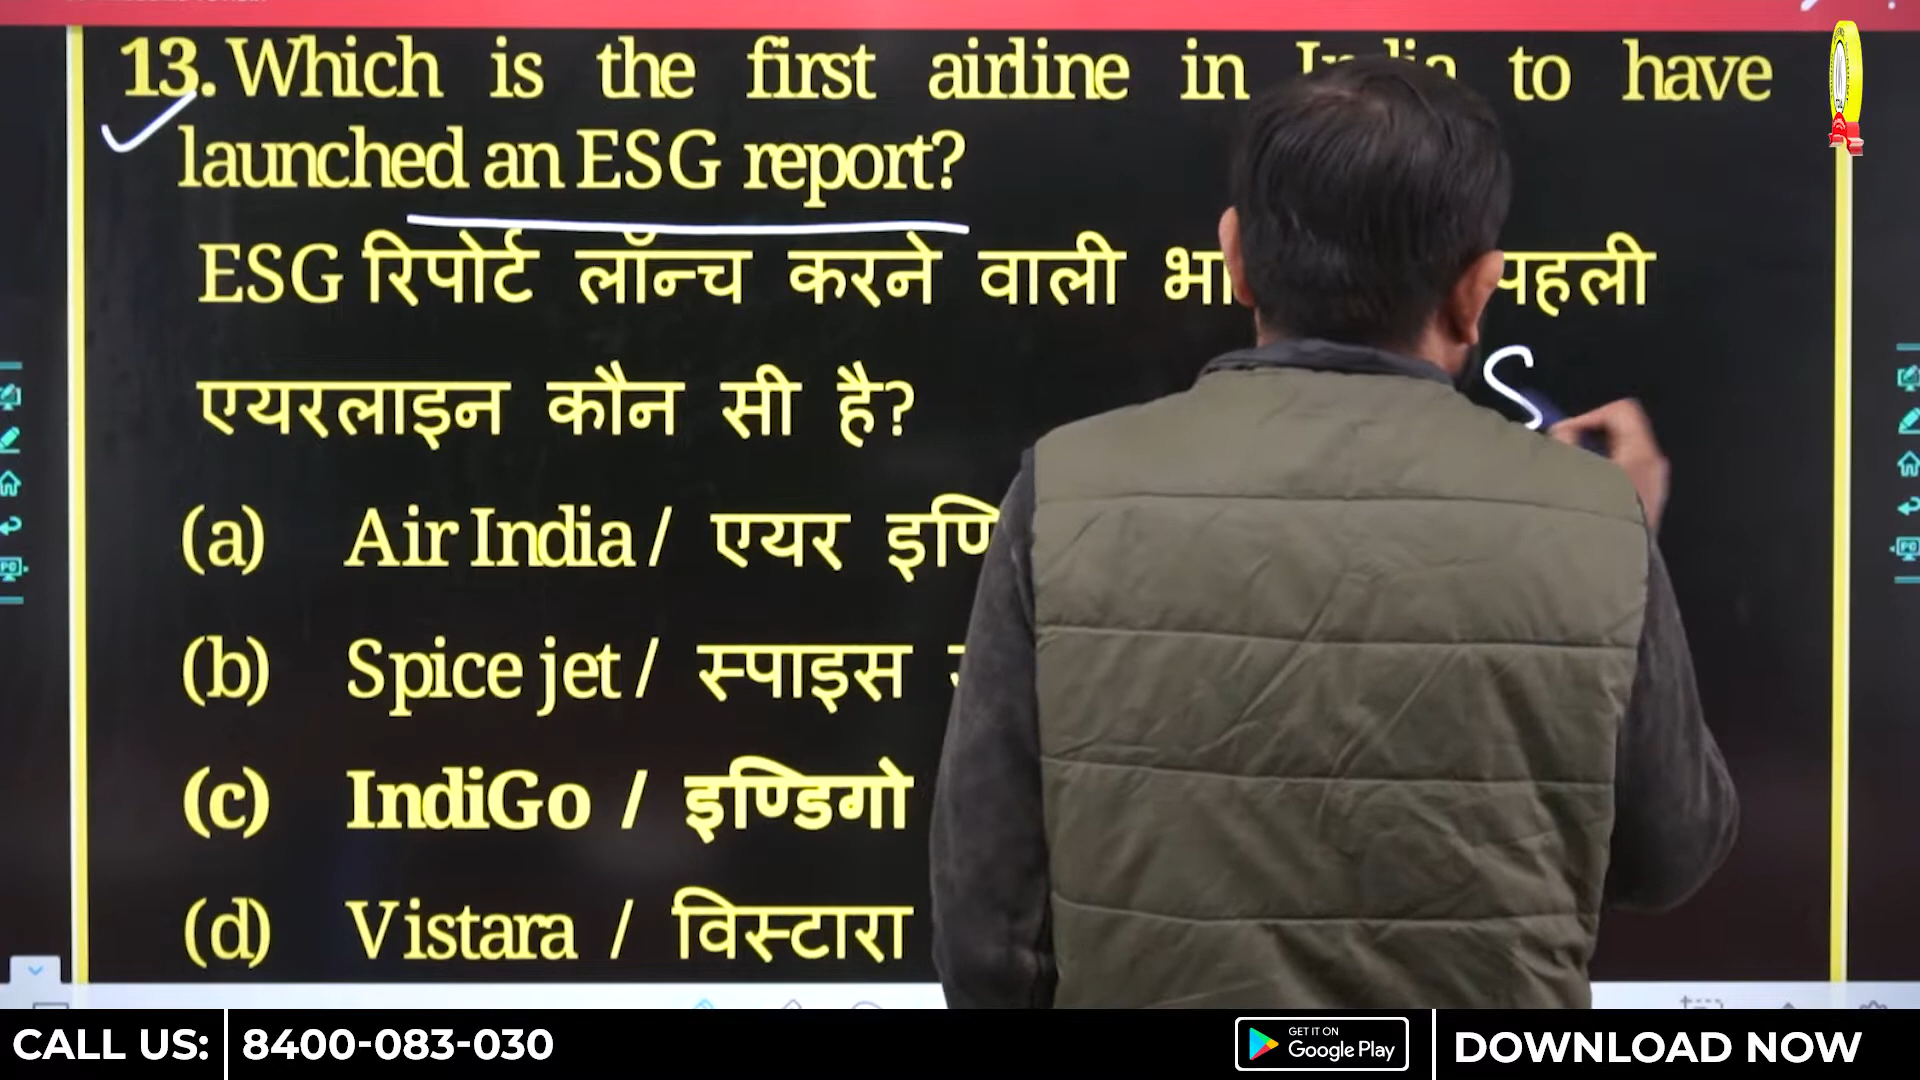 13. Which is the first airline in India to have
launched an ESG report?
ESG रिपोर्ट लॉन्च करने वाली पहली
एयरलाइन कौन सी है?
(a) Air India / एयर
(b) Spice jet / स्पाइस
(c) IndiGo / इण्डिगो
(d) Vistara / विस्टारा
S
CALL US: 8400-083-030
GET IT ON
Google Play
DOWNLOAD NOW